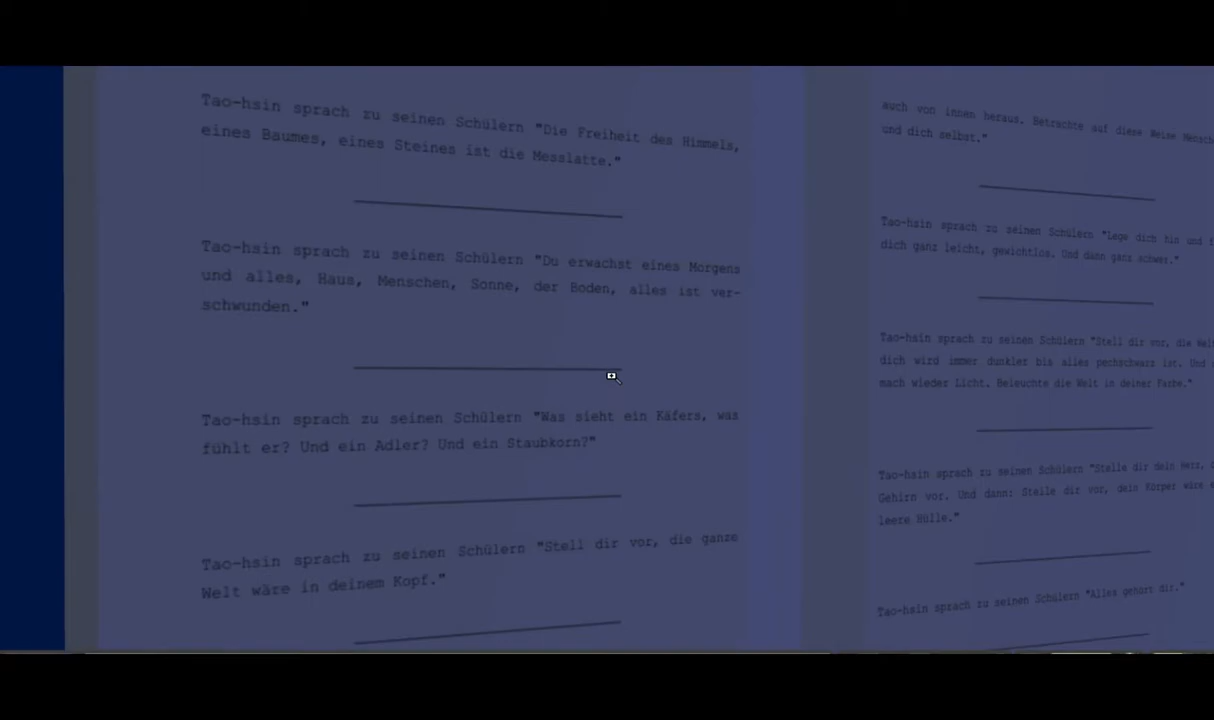 Tao-hsin sprach zu seinen Schülern "Die Freiheit des Himmels,
eines Baumes, eines Steines ist die Messlatte."
Tao-hsin sprach zu seinen Schülern "Du erwachst eines Morgens
und alles, Haus, Menschen, Sonne, der Boden, alles ist ver-
schwunden."
Tao-hsin sprach zu seinen Schülern "Was sieht ein Käfers, was
fühlt er? Und ein Adler? Und ein Staubkorn?"
Tao-hsin sprach zu seinen Schülern "Stell dir vor, die ganze
Welt wäre in deinem Kopf."
auch von innen heraus. Betrachte auf diese Weise
und dich selbst."
Tao-hsin sprach zu seinen Schülern "Lege dich hin und
dich ganz leicht, gewichtlos. Und dann ganz schwer."
Tao-hsin sprach zu seinen Schülern "Stell dir vor, die
dich wird immer dunkler bis alles pechschwarz ist. Und
mach wieder Licht. Beleuchte die Welt in deiner Farbe."
Tao-hsin sprach zu seinen Schülern "Stelle dir dein Herz,
Gehirn vor. Und dann: Stelle dir vor, dein Körper wäre
leere Hülle."
Tao-hsin sprach zu seinen Schülern "Alles gehört dir."